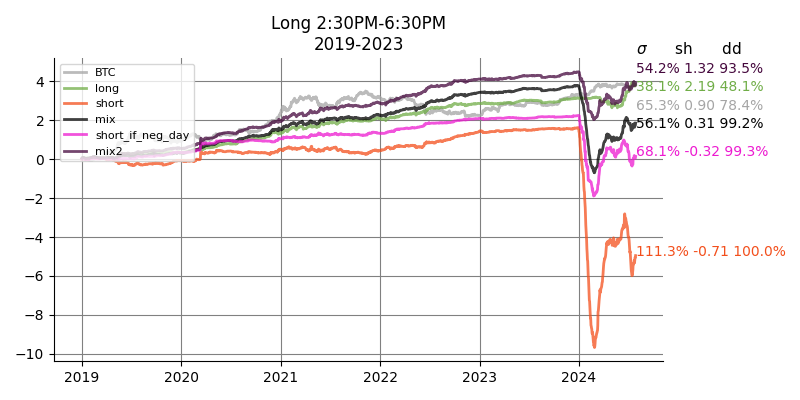 Long 2:30PM-6:30PM
2019-2023
σ sh dd
54.2% 1.32 93.5%
38.1% 2.19 48.1%
65.3% 0.90 78.4%
56.1% 0.31 99.2%
68.1% -0.32 99.3%
111.3% -0.71 100.0%
BTC
long
short
mix
short_if_neg_day
mix2
4
2
0
−2
−4
−6
−8
−10
2019 2020 2021 2022 2023 2024